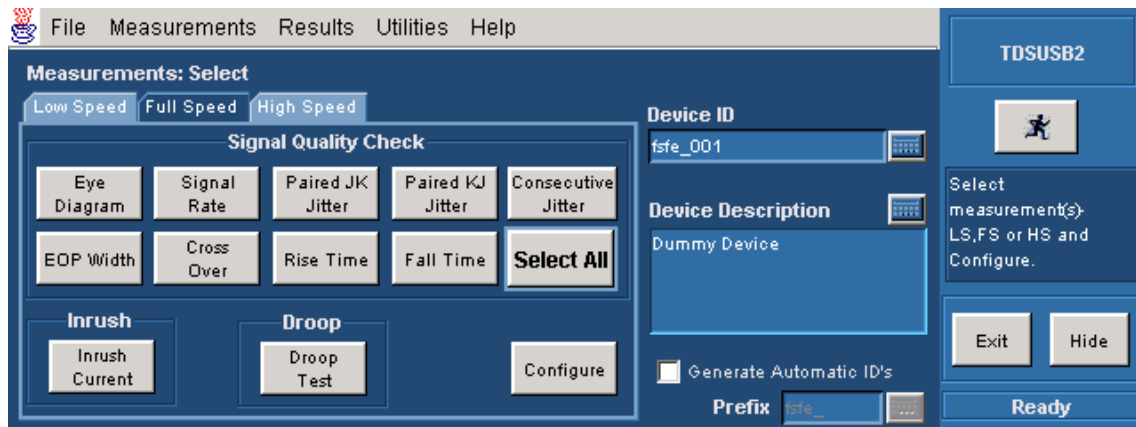 File Measurements Results Utilities Help
Measurements: Select
Low Speed Full Speed High Speed
Signal Quality Check
Eye Diagram
Signal Rate
Paired JK Jitter
Paired KJ Jitter
Consecutive Jitter
EOP Width
Cross Over
Rise Time
Fall Time
Select All
Inrush
Inrush Current
Droop
Droop Test
Configure
Device ID
fsfe_001
Device Description
Dummy Device
Generate Automatic ID's
Prefix fsfe_
TDSUSB2
Select
measurement(s)-
LS,FS or HS and
Configure.
Exit Hide
Ready